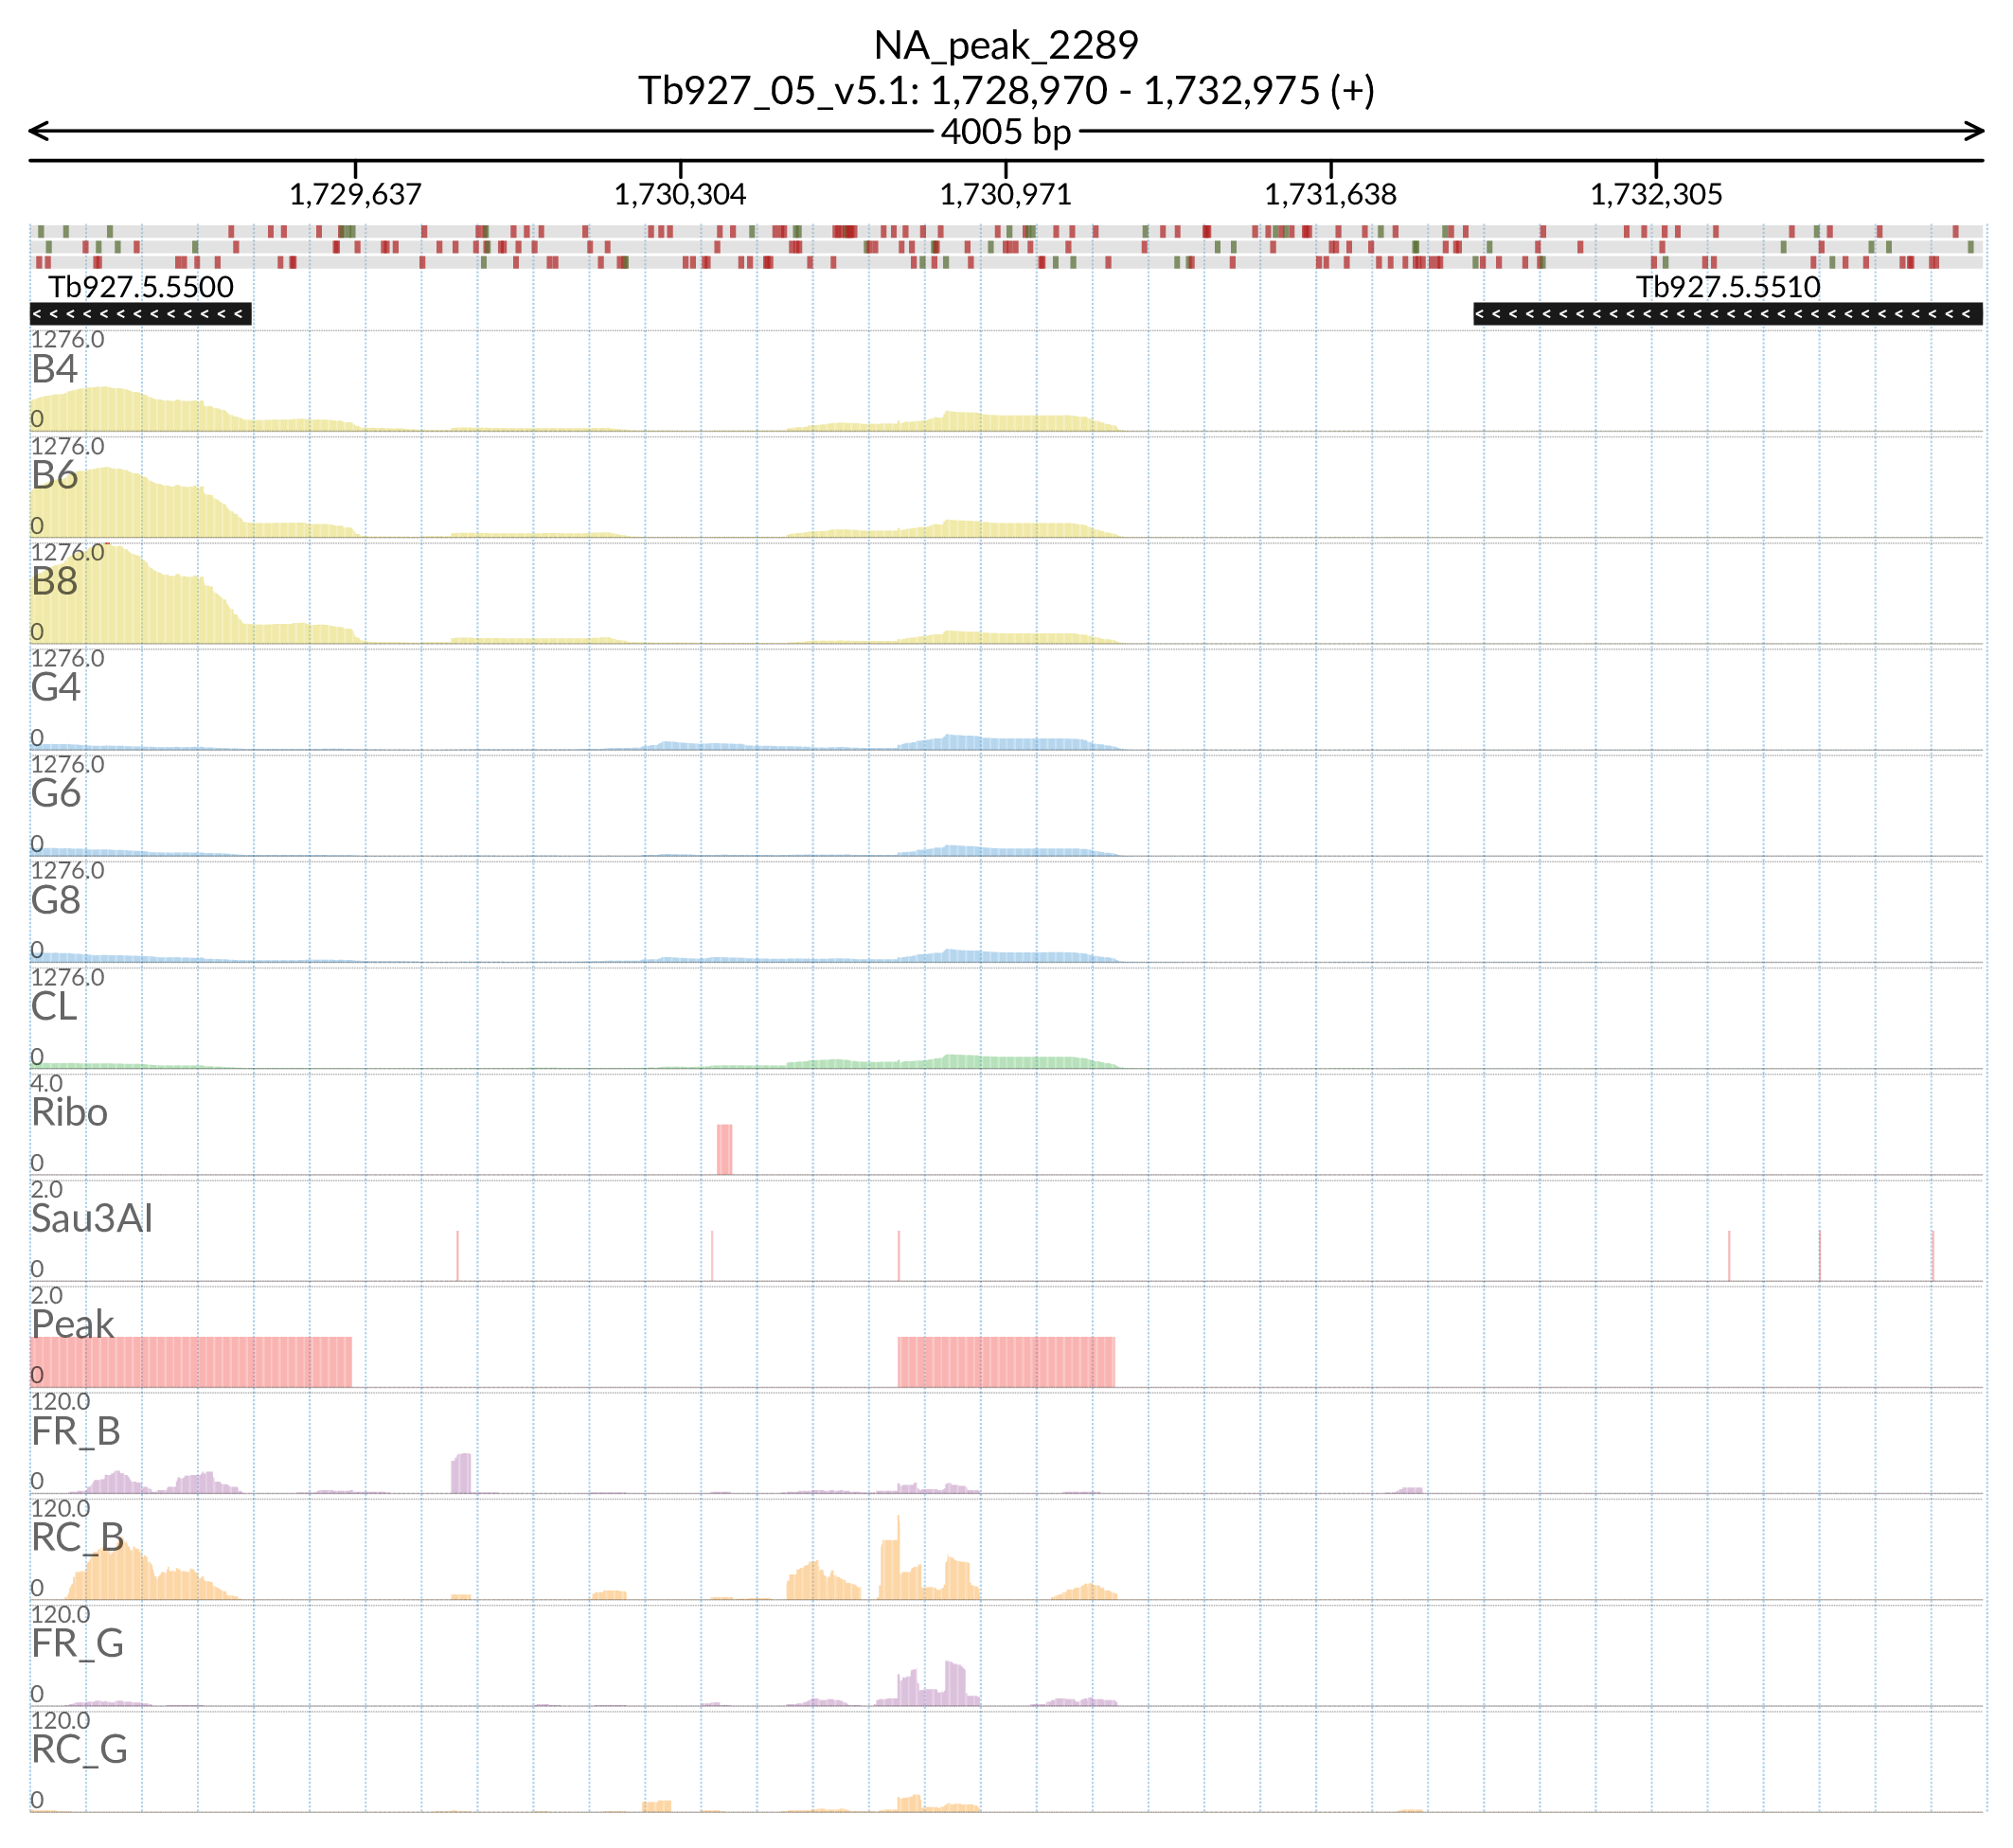 NA_peak_2289
Tb927_05_v5.1: 1,728,970 - 1,732,975 (+)
4005 bp
1,729,637 1,730,304 1,730,971 1,731,638 1,732,305
Tb927.5.5500 Tb927.5.5510
1276.0
B4
0
1276.0
B6
0
1276.0
B8
0
1276.0
G4
0
1276.0
G6
0
1276.0
G8
0
1276.0
CL
0
4.0
Ribo
0
2.0
Sau3AI
0
2.0
Peak
0
120.0
FR_B
0
120.0
RC_B
0
120.0
FR_G
0
120.0
RC_G
0